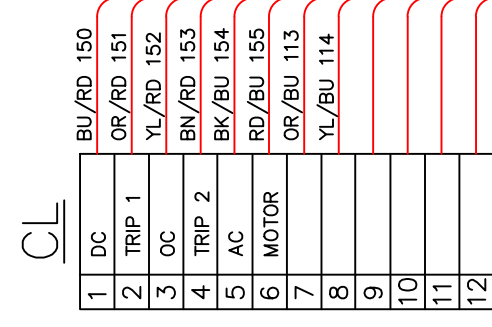 BU/RD 150
OR/RD 151
YL/RD 152
BN/RD 153
BK/BU 154
RD/BU 155
OR/BU 113
YL/BU 114
CL
DC
TRIP 1
OC
TRIP 2
AC
MOTOR
1
2
3
4
5
6
7
8
9
10
11
12